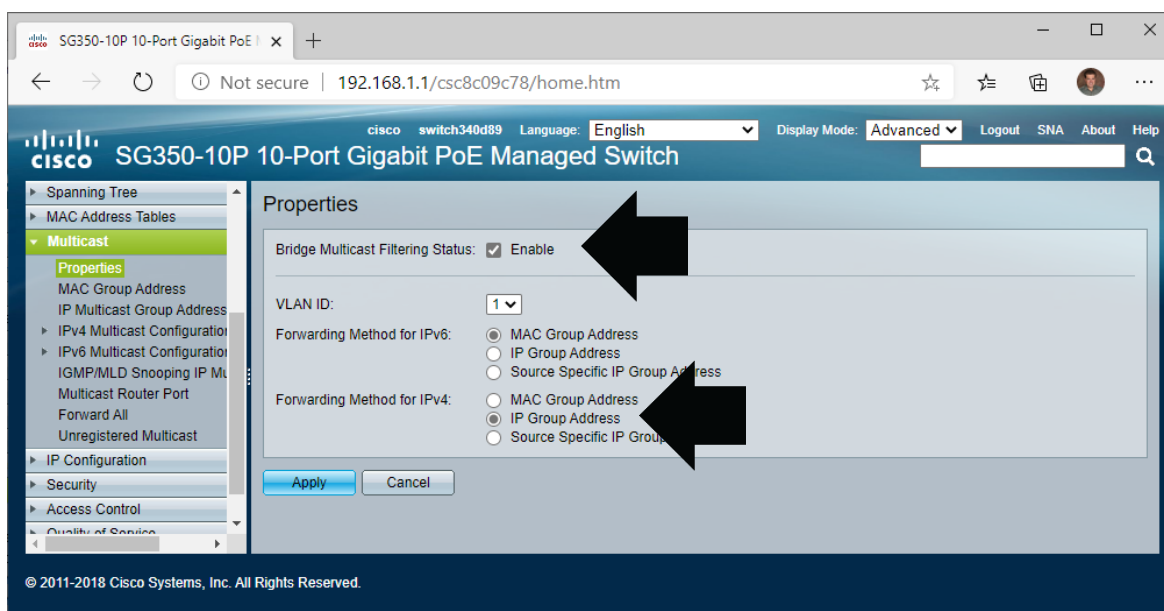 SG350-10P 10-Port Gigabit PoE
Not secure | 192.168.1.1/csc8c09c78/home.htm
cisco switch340d89 Language: English Display Mode: Advanced Logout SNA About Help
CISCO SG350-10P 10-Port Gigabit PoE Managed Switch
Spanning Tree
MAC Address Tables
Multicast
Properties
MAC Group Address
IP Multicast Group Address
IPv4 Multicast Configuration
IPv6 Multicast Configuration
IGMP/MLD Snooping IP Mu
Multicast Router Port
Forward All
Unregistered Multicast
IP Configuration
Security
Access Control
Quality of Service
Properties
Bridge Multicast Filtering Status: Enable
VLAN ID: 1
Forwarding Method for IPv6: MAC Group Address
IP Group Address
Source Specific IP Group Address
Forwarding Method for IPv4: MAC Group Address
IP Group Address
Source Specific IP Group
Apply Cancel
© 2011-2018 Cisco Systems, Inc. All Rights Reserved.